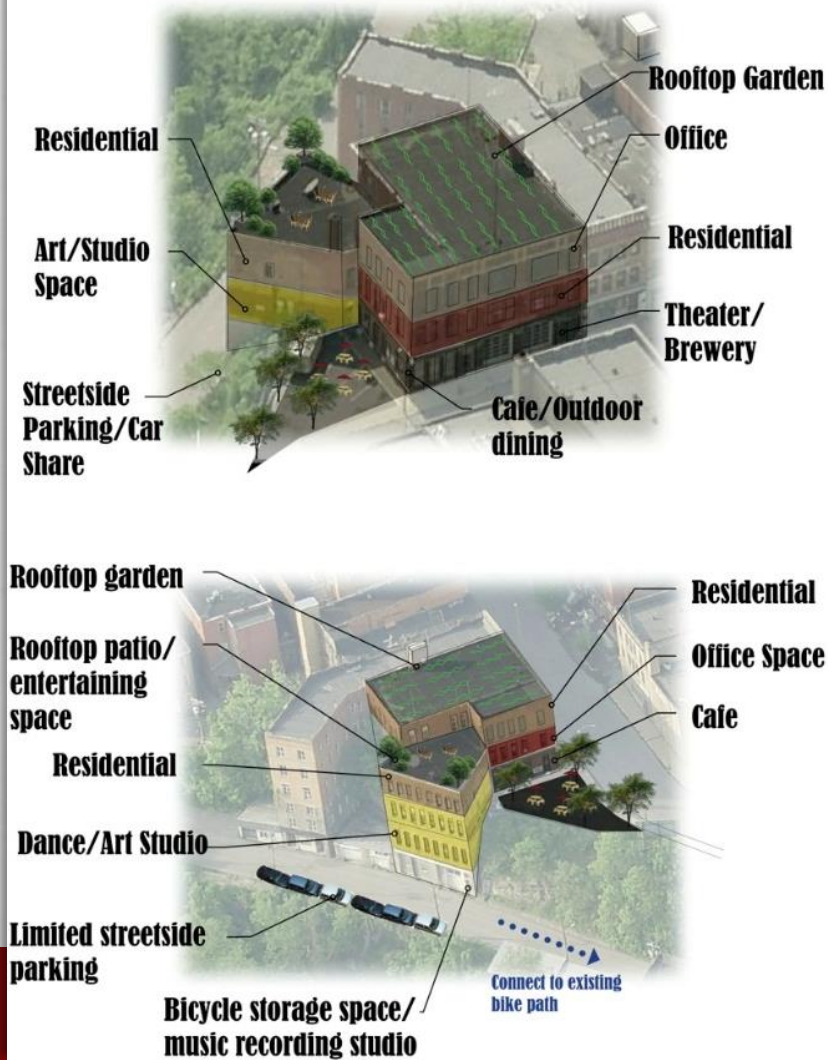 Rooftop Garden
Residential
Office
Art/Studio
Space
Residential
Theater/
Brewery
Streetside
Parking/Car
Share
Cafe/Outdoor
dining
Rooftop garden
Residential
Rooftop patio/
entertaining
space
Office Space
Cafe
Residential
Dance/Art Studio
Limited streetside
parking
Connect to existing
bike path
Bicycle storage space/
music recording studio